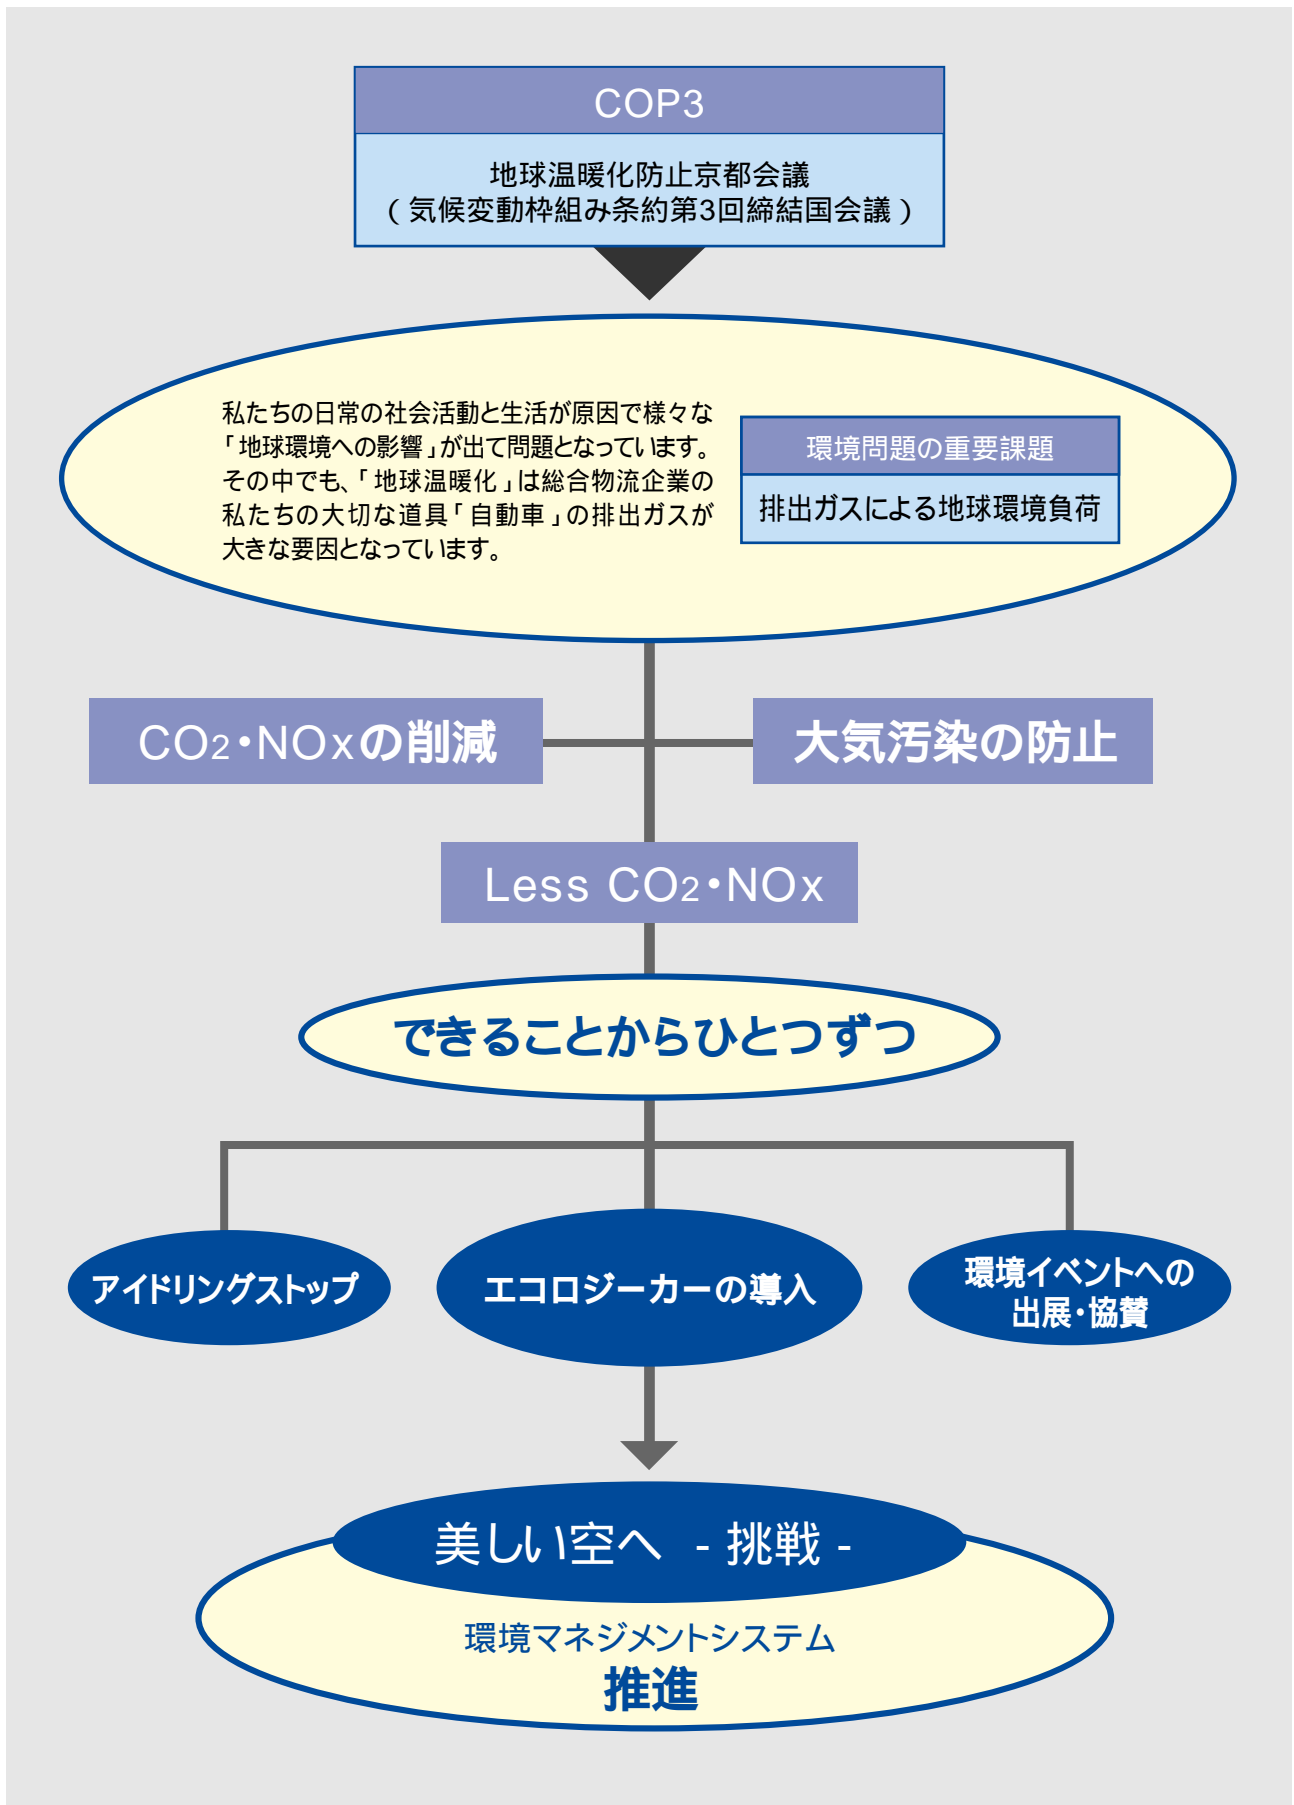 COP3
地球温暖化防止京都会議
(気候変動枠組み条約第3回締結国会議)
私たちの日常の社会活動と生活が原因で様々な
「地球環境への影響」が出て問題となっています。
その中でも、「地球温暖化」は総合物流企業の
私たちの大切な道具「自動車」の排出ガスが
大きな要因となっています。
環境問題の重要課題
排出ガスによる地球環境負荷
CO2・NOxの削減
大気汚染の防止
Less CO2・NOx
できることからひとつずつ
アイドリングストップ
エコロジーカーの導入
環境イベントへの
出展・協賛
美しい空へ - 挑戦 -
環境マネジメントシステム
推進